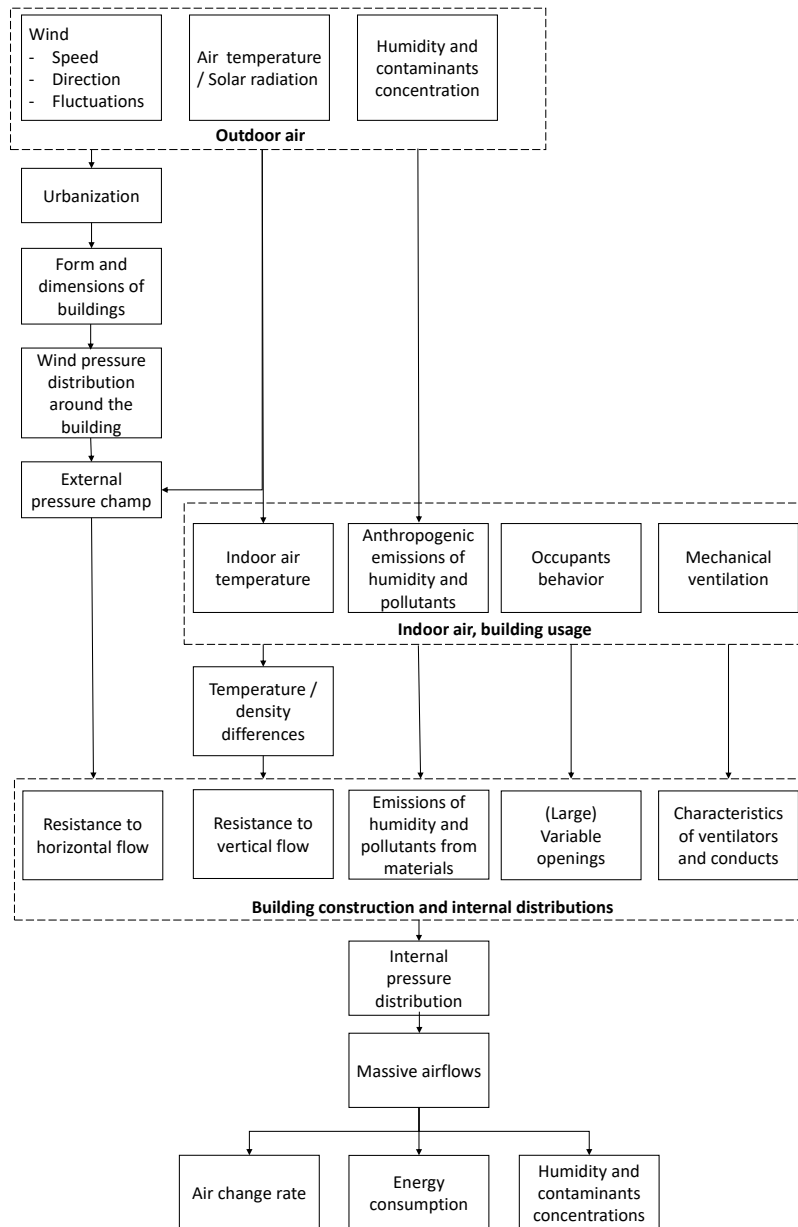 Wind
- Speed
- Direction
- Fluctuations
Air temperature
/ Solar radiation
Humidity and
contaminants
concentration
Outdoor air
Urbanization
Form and
dimensions of
buildings
Wind pressure
distribution
around the
building
External
pressure champ
Indoor air
temperature
Anthropogenic
emissions of
humidity and
pollutants
Occupants
behavior
Mechanical
ventilation
Indoor air, building usage
Temperature /
density
differences
Resistance to
horizontal flow
Resistance to
vertical flow
Emissions of
humidity and
pollutants from
materials
(Large)
Variable
openings
Characteristics
of ventilators
and conducts
Building construction and internal distributions
Internal
pressure
distribution
Massive airflows
Air change rate
Energy
consumption
Humidity and
contaminants
concentrations